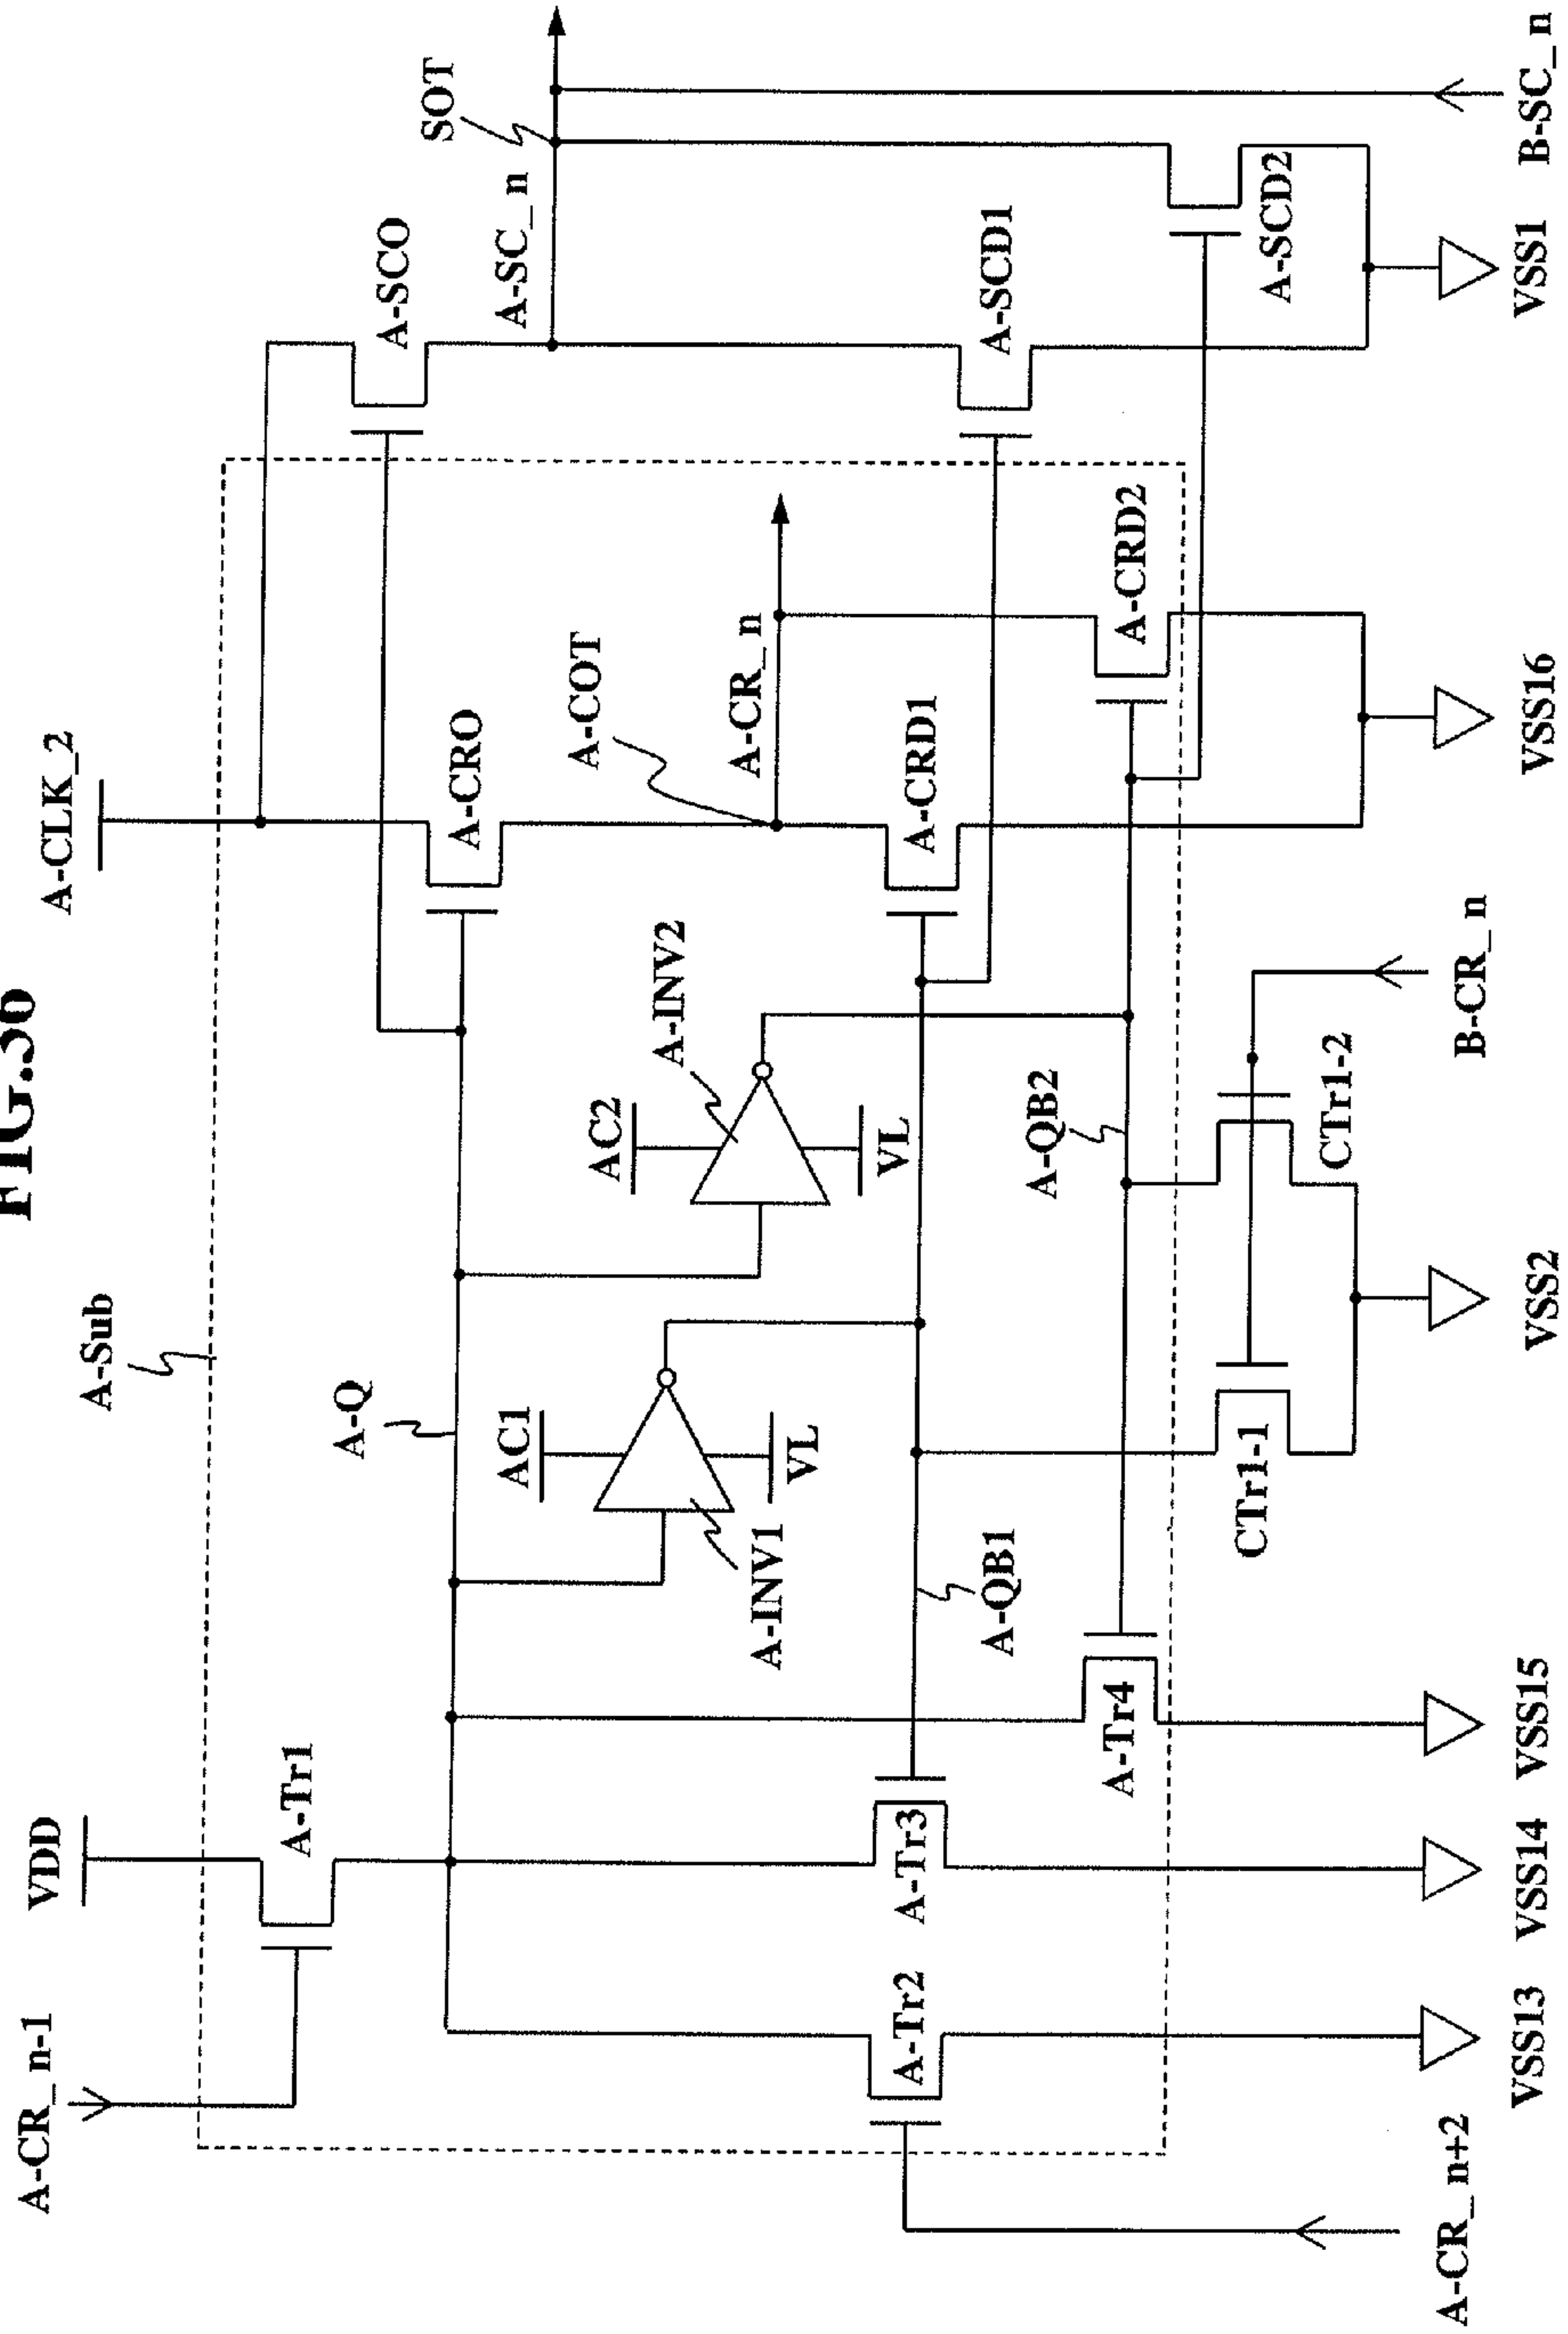 A-CR_n-1
VDD
A-CLK_2
A-Sub
A-Tr1
A-Q
A-SCO
SOT
A-CRO
A-SC_n
AC1
AC2
A-INV2
A-COT
A-CR_n
A-INV1
VL
VL
A-Tr2
A-Tr3
A-CRD1
A-SCD1
A-QB1
A-QB2
A-Tr4
A-CRD2
CTr1-1
CTr1-2
A-SCD2
A-CR_n+2
VSS13
VSS14
VSS15
VSS2
B-CR_n
VSS16
VSS1
B-SC_n